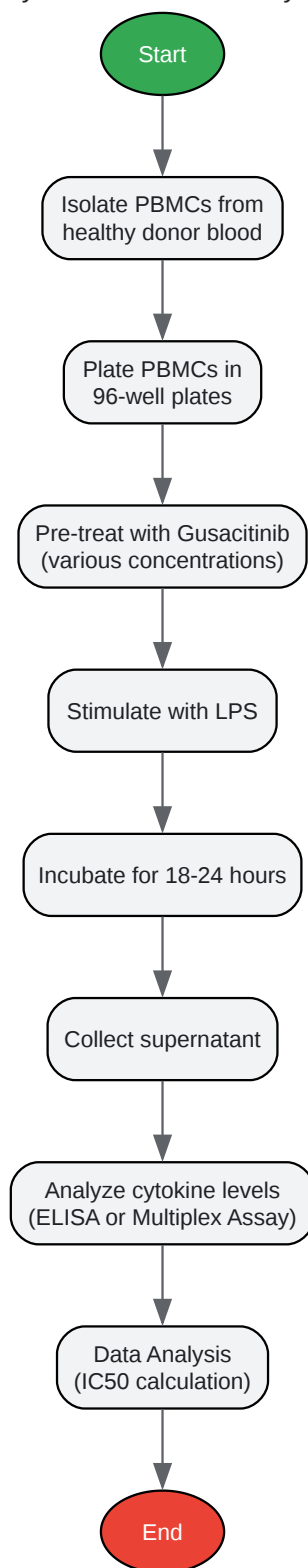 Start
Isolate PBMCs from
healthy donor blood
Plate PBMCs in
96-well plates
Pre-treat with Gusacitinib
(various concentrations)
Stimulate with LPS
Incubate for 18-24 hours
Collect supernatant
Analyze cytokine levels
(ELISA or Multiplex Assay)
Data Analysis
(IC50 calculation)
End